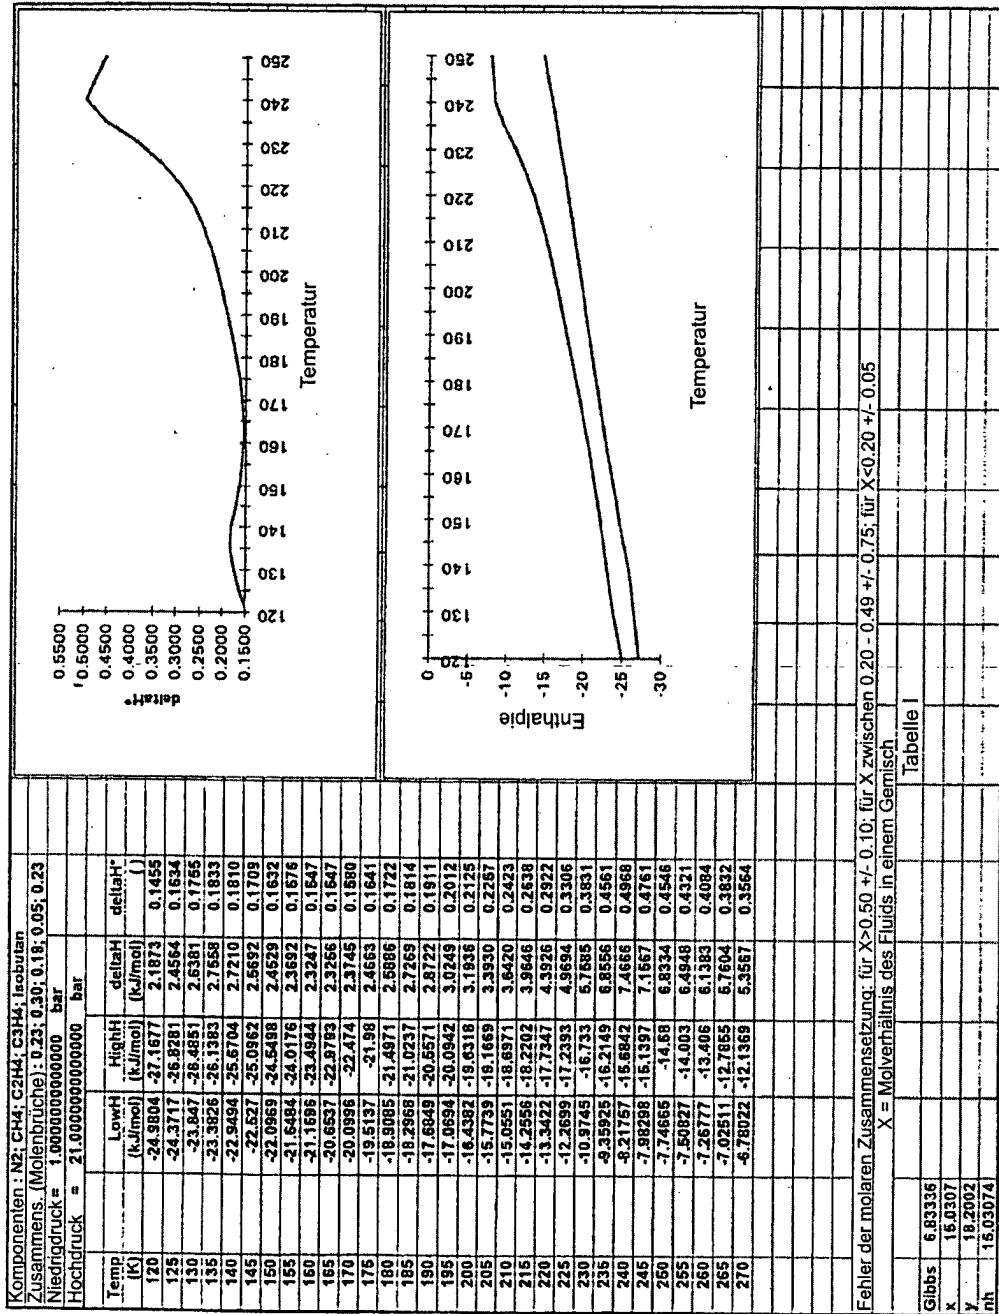 Komponenten : N2; CH4; C2H4; C3H4; Isobutan
Zusammens. (Molenbrüche): 0,23; 0,30; 0,18; 0,05; 0,23
Niedrigdruck = 1.00000000000000 bar
Hochdruck = 21.0000000000000 bar
Temp LowH HighH deltaH deltaH*
(K) (kJ/mol) (kJ/mol) (kJ/mol) ( )
120 -24.9804 -27.1677 2.1873 0.1455
125 -24.3717 -26.8281 2.4564 0.1634
130 -23.847 -26.4851 2.6381 0.1755
135 -23.3826 -26.1383 2.7558 0.1833
140 -22.9494 -25.6704 2.7210 0.1810
145 -22.527 -25.0962 2.5692 0.1709
150 -22.0969 -24.5498 2.4529 0.1632
155 -21.6484 -24.0176 2.3692 0.1576
160 -21.1696 -23.4944 2.3247 0.1547
165 -20.6537 -22.9793 2.3256 0.1547
170 -20.0996 -22.474 2.3745 0.1580
175 -19.5137 -21.98 2.4663 0.1641
180 -18.9085 -21.4971 2.5886 0.1722
185 -18.2968 -21.0237 2.7269 0.1814
190 -17.6849 -20.5571 2.8722 0.1911
195 -17.0694 -20.0942 3.0249 0.2012
200 -16.4382 -19.6318 3.1936 0.2125
205 -15.7739 -19.1669 3.3930 0.2257
210 -15.0551 -18.6971 3.6420 0.2423
215 -14.2556 -18.2202 3.9646 0.2638
220 -13.3422 -17.7347 4.3926 0.2922
225 -12.2699 -17.2393 4.9694 0.3306
230 -10.9745 -16.733 5.7585 0.3831
235 -9.35925 -16.2149 6.8556 0.4561
240 -8.21757 -15.6842 7.4666 0.4968
245 -7.98298 -15.1397 7.1567 0.4761
250 -7.74665 -14.58 6.8334 0.4546
255 -7.50827 -14.003 6.4948 0.4321
260 -7.26777 -13.406 6.1383 0.4084
265 -7.02511 -12.7855 5.7604 0.3832
270 -6.78022 -12.1369 5.3567 0.3564
deltaH*
0.5500
0.5000
0.4500
0.4000
0.3500
0.3000
0.2500
0.2000
0.1500
120 130 140 150 160 170 180 190 200 210 220 230 240 250
Temperatur
Enthalpie
0
-5
-10
-15
-20
-25
-30
120 130 140 150 160 170 180 190 200 210 220 230 240 250
Temperatur
Fehler der molaren Zusammensetzung: für X>0.50 +/- 0.10; für X zwischen 0.20 - 0.49 +/- 0.75; für X<0.20 +/- 0.05
X = Molverhältnis des Fluids in einem Gemisch
Tabelle I
Gibbs 6.83336
x 15.0307
y 18.2002
hh 15.03074